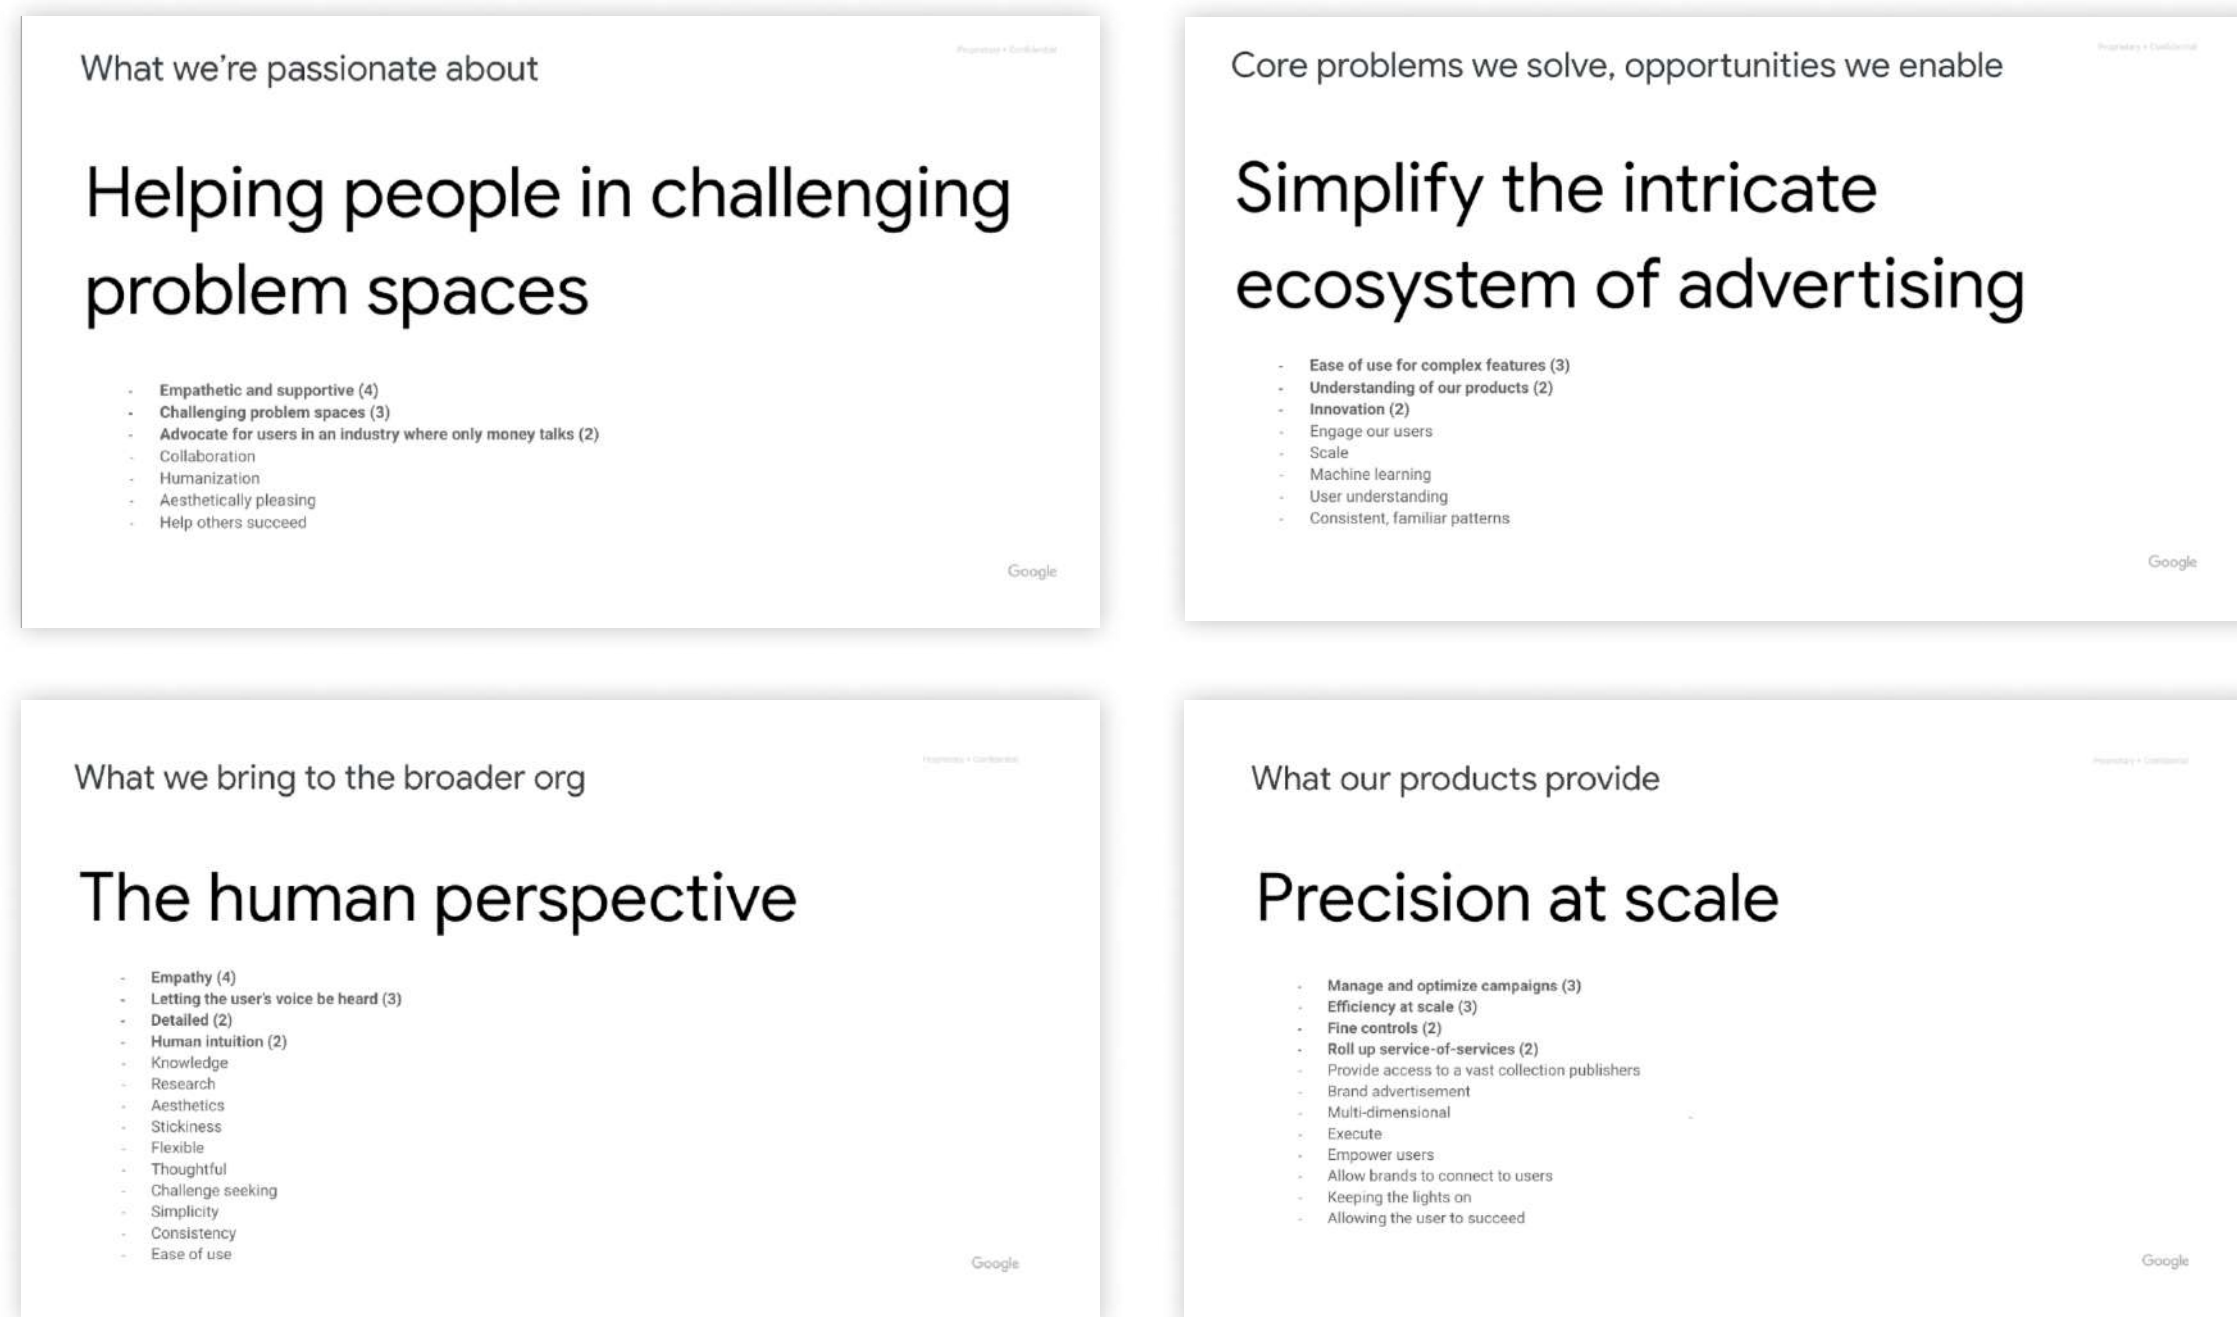 What we're passionate about
Proprietary + Confidential
Helping people in challenging
problem spaces
- Empathetic and supportive (4)
- Challenging problem spaces (3)
- Advocate for users in an industry where only money talks (2)
- Collaboration
- Humanization
- Aesthetically pleasing
- Help others succeed
Google
Core problems we solve, opportunities we enable
Proprietary + Confidential
Simplify the intricate
ecosystem of advertising
- Ease of use for complex features (3)
- Understanding of our products (2)
- Innovation (2)
- Engage our users
- Scale
- Machine learning
- User understanding
- Consistent, familiar patterns
Google
What we bring to the broader org
Proprietary + Confidential
The human perspective
- Empathy (4)
- Letting the user's voice be heard (3)
- Detailed (2)
- Human intuition (2)
- Knowledge
- Research
- Aesthetics
- Stickiness
- Flexible
- Thoughtful
- Challenge seeking
- Simplicity
- Consistency
- Ease of use
Google
What our products provide
Proprietary + Confidential
Precision at scale
- Manage and optimize campaigns (3)
- Efficiency at scale (3)
- Fine controls (2)
- Roll up service-of-services (2)
- Provide access to a vast collection publishers
- Brand advertisement
- Multi-dimensional
- Execute
- Empower users
- Allow brands to connect to users
- Keeping the lights on
- Allowing the user to succeed
Google